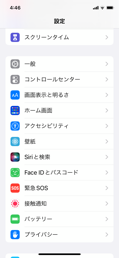 4:46
設定
スクリーンタイム
一般
コントロールセンター
画面表示と明るさ
AA
ホーム画面
アクセシビリティ
壁紙
Siriと検索
Face IDとパスコード
SOS
緊急SOS
接触通知
バッテリー
プライバシー